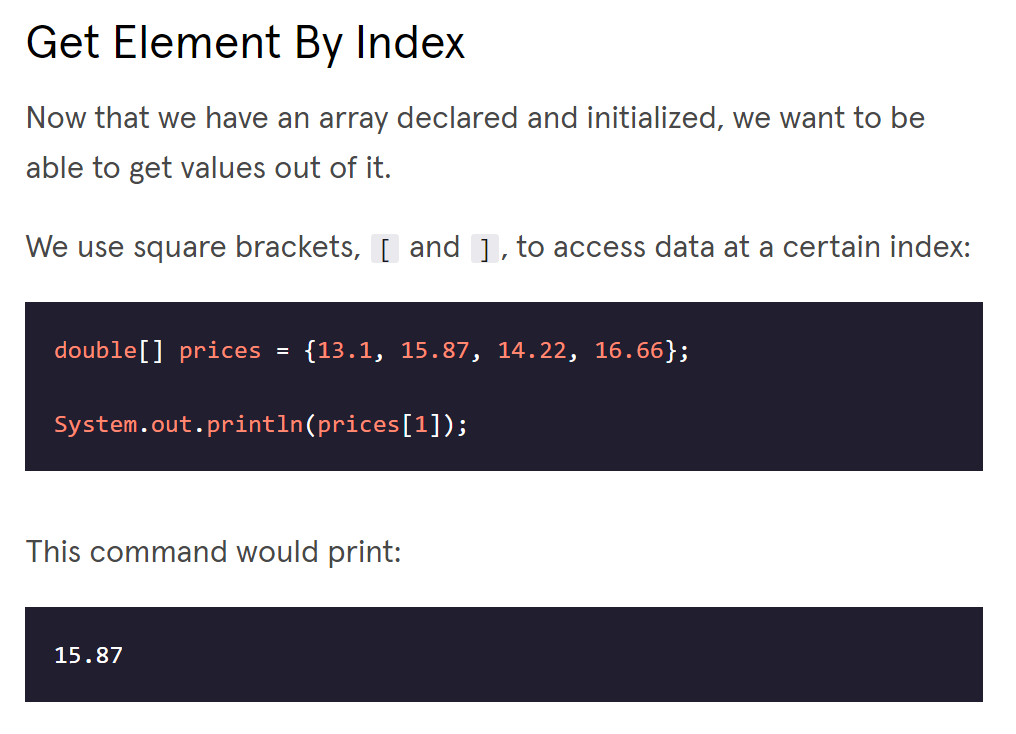 Get Element By Index
Now that we have an array declared and initialized, we want to be
able to get values out of it.
We use square brackets, [ and ], to access data at a certain index:
double[] prices = {13.1, 15.87, 14.22, 16.66};
System.out.println(prices[1]);
This command would print:
15.87